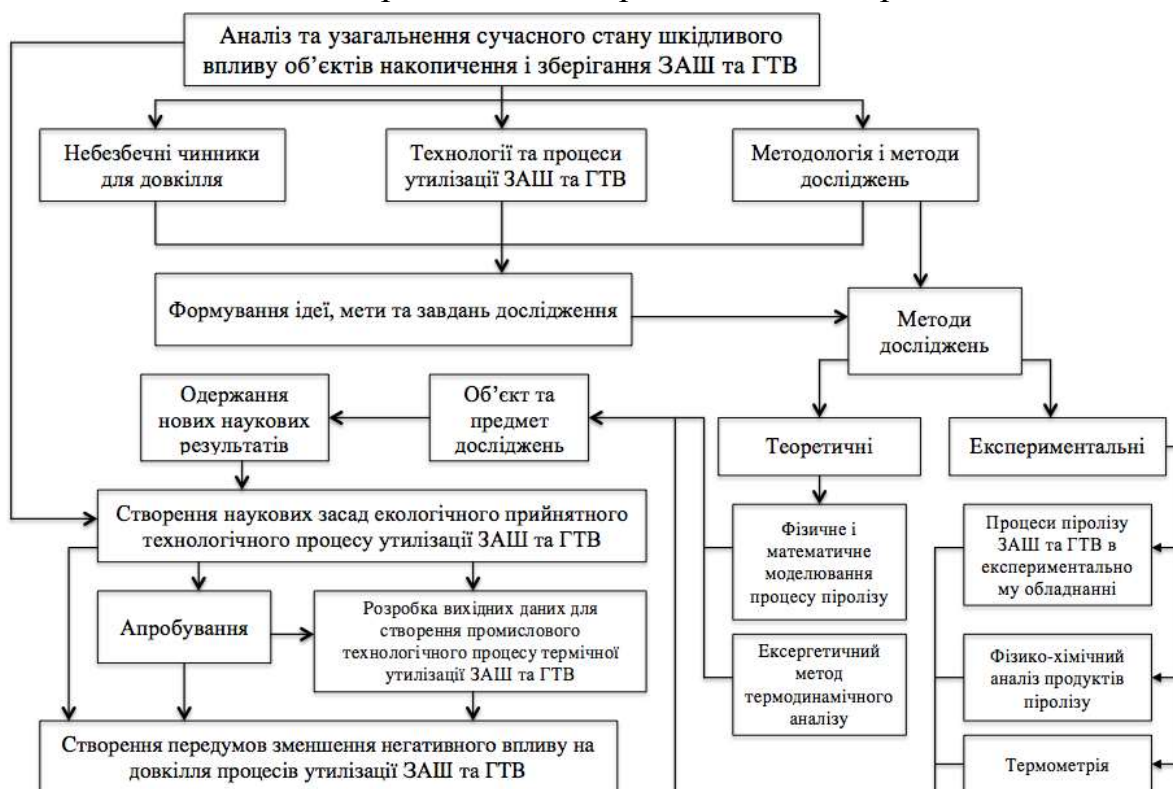 Аналіз та узагальнення сучасного стану шкідливого
впливу об’єктів накопичення і зберігання ЗАШ та ГТВ
Небезбечні чинники
для довкілля
Технології та процеси
утилізації ЗАШ та ГТВ
Методологія і методи
досліджень
Формування ідеї, мети та завдань дослідження
Методи
досліджень
Одержання
нових наукових
результатів
Об’єкт та
предмет
досліджень
Теоретичні
Експериментальні
Створення наукових засад екологічного прийнятного
технологічного процесу утилізації ЗАШ та ГТВ
Фізичне і
математичне
моделювання
процесу піролізу
Процеси піролізу
ЗАШ та ГТВ в
експериментально
му обладнанні
Апробування
Розробка вихідних даних для
створення промислового
технологічного процесу термічної
утилізації ЗАШ та ГТВ
Ексергетичний
метод
термодинамічного
аналізу
Фізико-хімічний
аналіз продуктів
піролізу
Створення передумов зменшення негативного впливу на
довкілля процесів утилізації ЗАШ та ГТВ
Термометрія